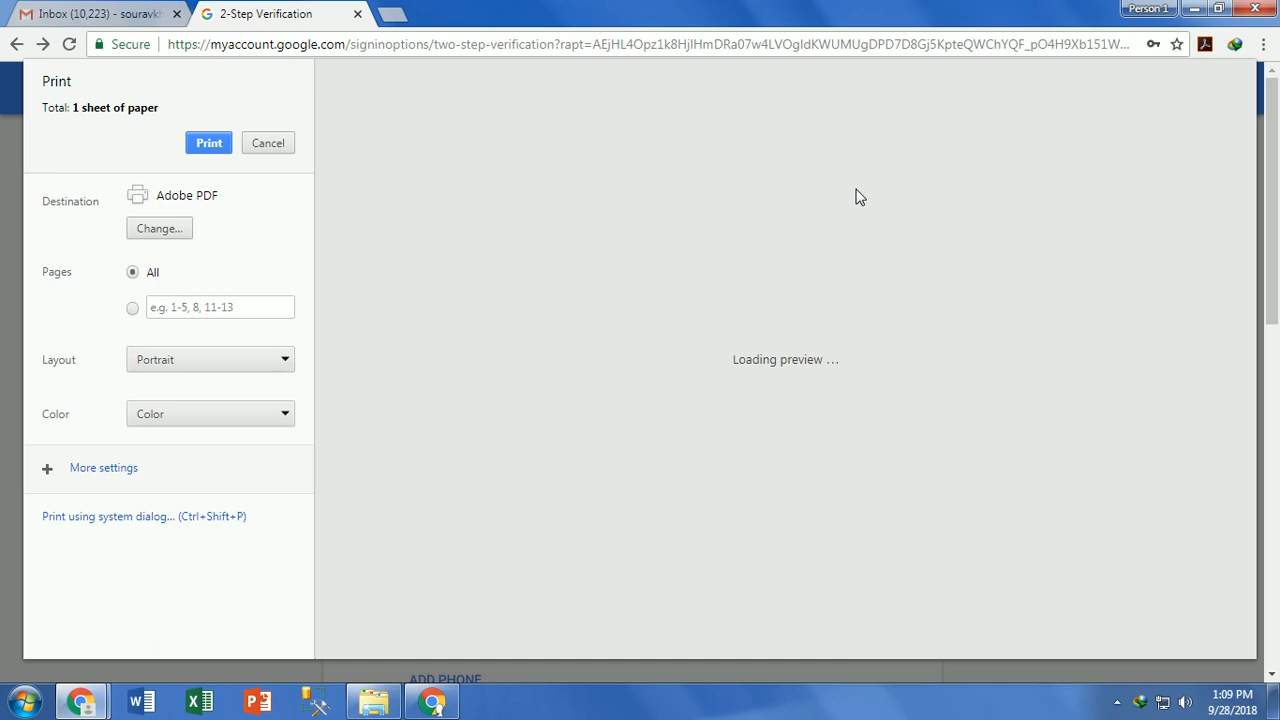 Inbox (10,223) - souravkh
2-Step Verification
Person 1
Secure
https://myaccount.google.com/signinoptions/two-step-verification?rapt=AEjHL4Opz1k8HjlHmDRa07w4LVOgIdKWUMUgDPD7D8Gj5KpteQWChYQF_pO4H9Xb151W...
Print
Total: 1 sheet of paper
Print
Cancel
Destination
Adobe PDF
Change...
Pages
All
e.g. 1-5, 8, 11-13
Loading preview ...
Layout
Portrait
Color
Color
More settings
Print using system dialog... (Ctrl+Shift+P)
ADD PHONE
1:09 PM
9/28/2018